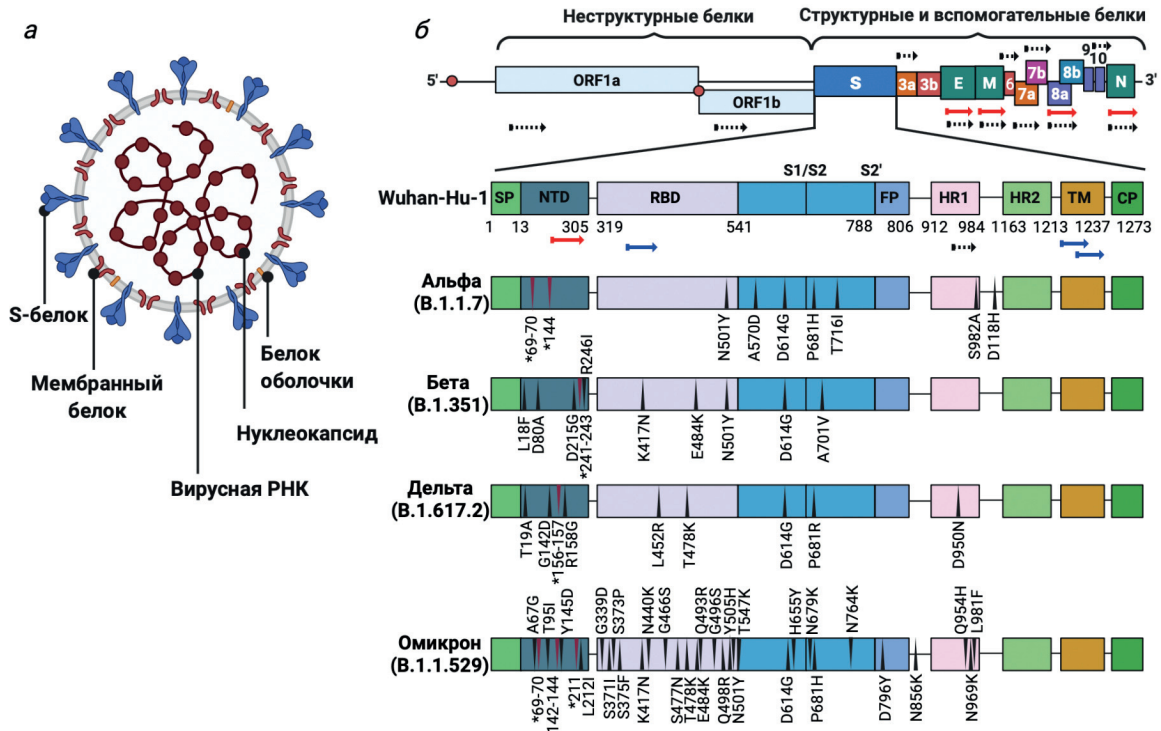 а
S-белок
Мембранный
белок
Белок
оболочки
Нуклеокапсид
Вирусная РНК
б
Неструктурные белки
Структурные и вспомогательные белки
5'
ORF1a
ORF1b
S
3a
3b
E
M
6
7a
7b
8a
8b
9
10
N
3'
S1/S2
S2'
Wuhan-Hu-1
SP
NTD
RBD
FP
HR1
HR2
TM
CP
1
13
305
319
541
788
806
912
984
1163
1213
1237
1273
Альфа
(B.1.1.7)
*69-70
*144
N501Y
A570D
D614G
P681H
T716I
S982A
D118H
Бета
(B.1.351)
R246I
L18F
D80A
D215G
*241-243
K417N
E484K
N501Y
D614G
A701V
Дельта
(B.1.617.2)
T19A
G142D
*156-157
R158G
L452R
T478K
D614G
P681R
D950N
Омикрон
(B.1.1.529)
A67G
T95I
Y145D
G339D
S373P
N440K
G466S
Q493R
G496S
Y505H
T547K
H655Y
N679K
N764K
Q954H
L981F
*69-70
142-144
*211
L212I
S371I
S375F
K417N
S477N
T478K
E484K
Q498R
N501Y
D614G
P681H
D796Y
N856K
N969K